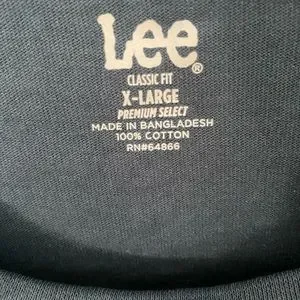 Lee®
CLASSIC FIT
X-LARGE
PREMIUM SELECT
MADE IN BANGLADESH
100% COTTON
RN#64866